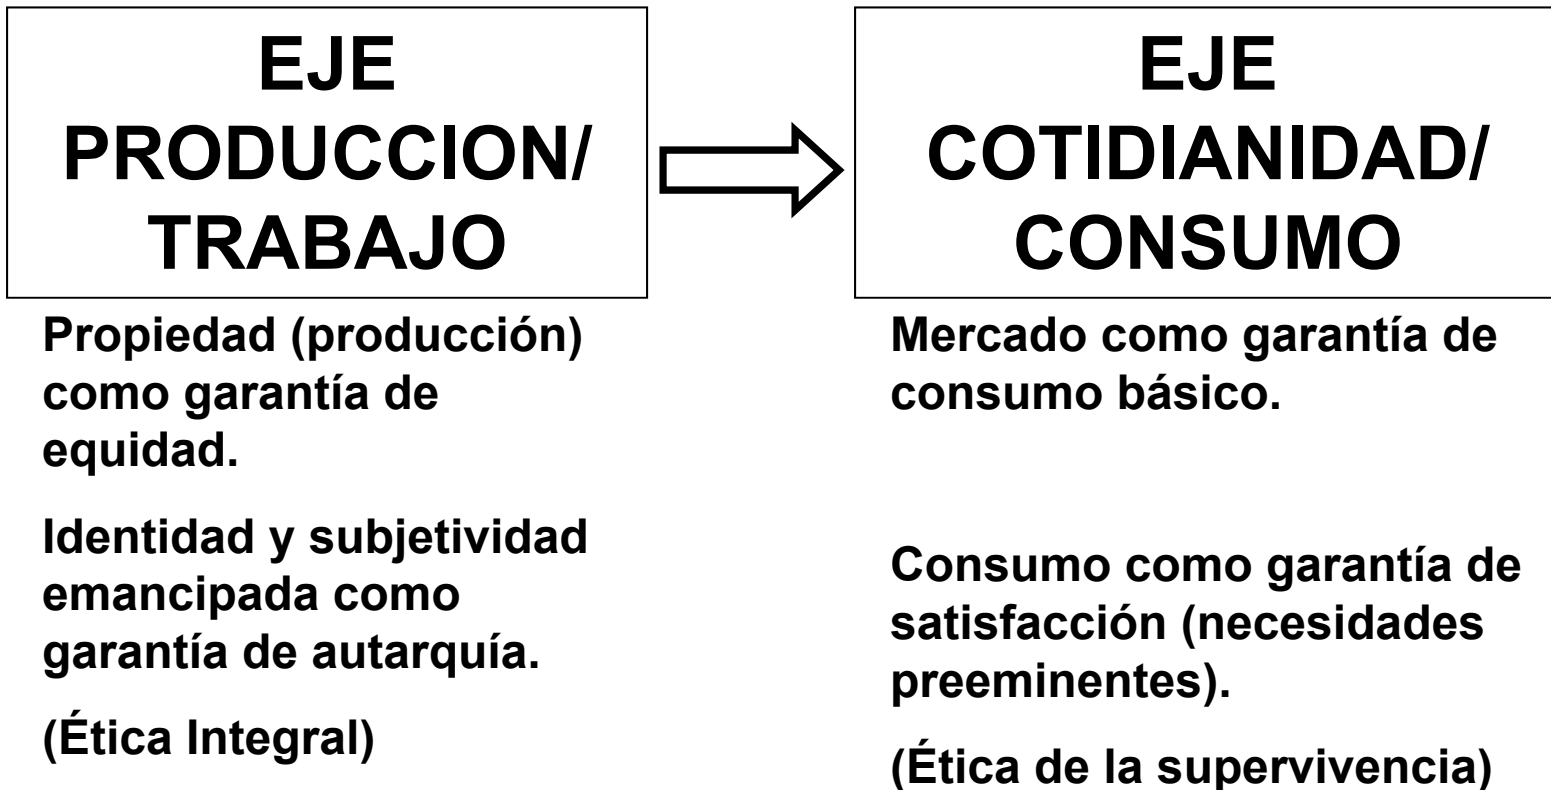 EJE
PRODUCCION/
TRABAJO
Propiedad (producción)
como garantía de
equidad.
Identidad y subjetividad
emancipada como
garantía de autarquía.
(Ética Integral)
EJE
COTIDIANIDAD/
CONSUMO
Mercado como garantía de
consumo básico.
Consumo como garantía de
satisfacción (necesidades
preeminentes).
(Ética de la supervivencia)